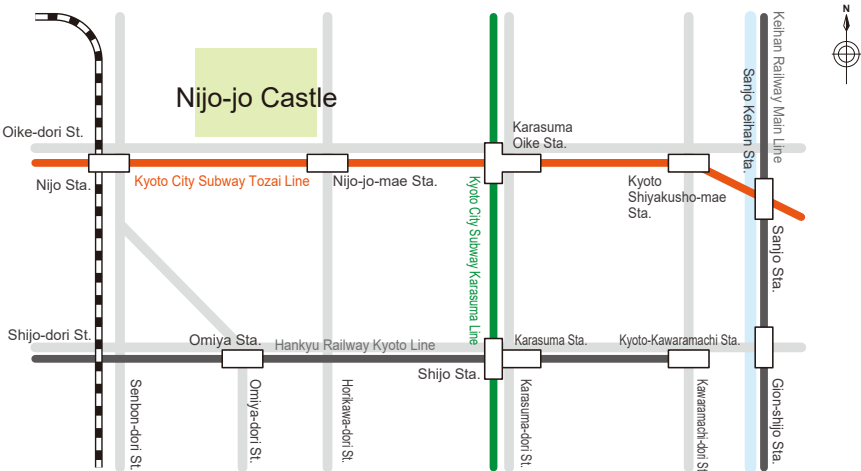 N
Nijo-jo Castle
Oike-dori St.
Karasuma
Oike Sta.
Sanjo Keihan Sta.
Keihan Railway Main Line
Nijo Sta.
Kyoto City Subway Tozai Line
Nijo-jo-mae Sta.
Kyoto City Subway Karasuma Line
Kyoto
Shiyakusho-mae
Sta.
Sanjo Sta.
Shijo-dori St.
Omiya Sta.
Hankyu Railway Kyoto Line
Shijo Sta.
Karasuma Sta.
Kyoto-Kawaramachi Sta.
Senbon-dori St.
Omiya-dori St.
Horikawa-dori St.
Karasuma-dori St.
Kawaramachi-dori St
Gion-shijo Sta.